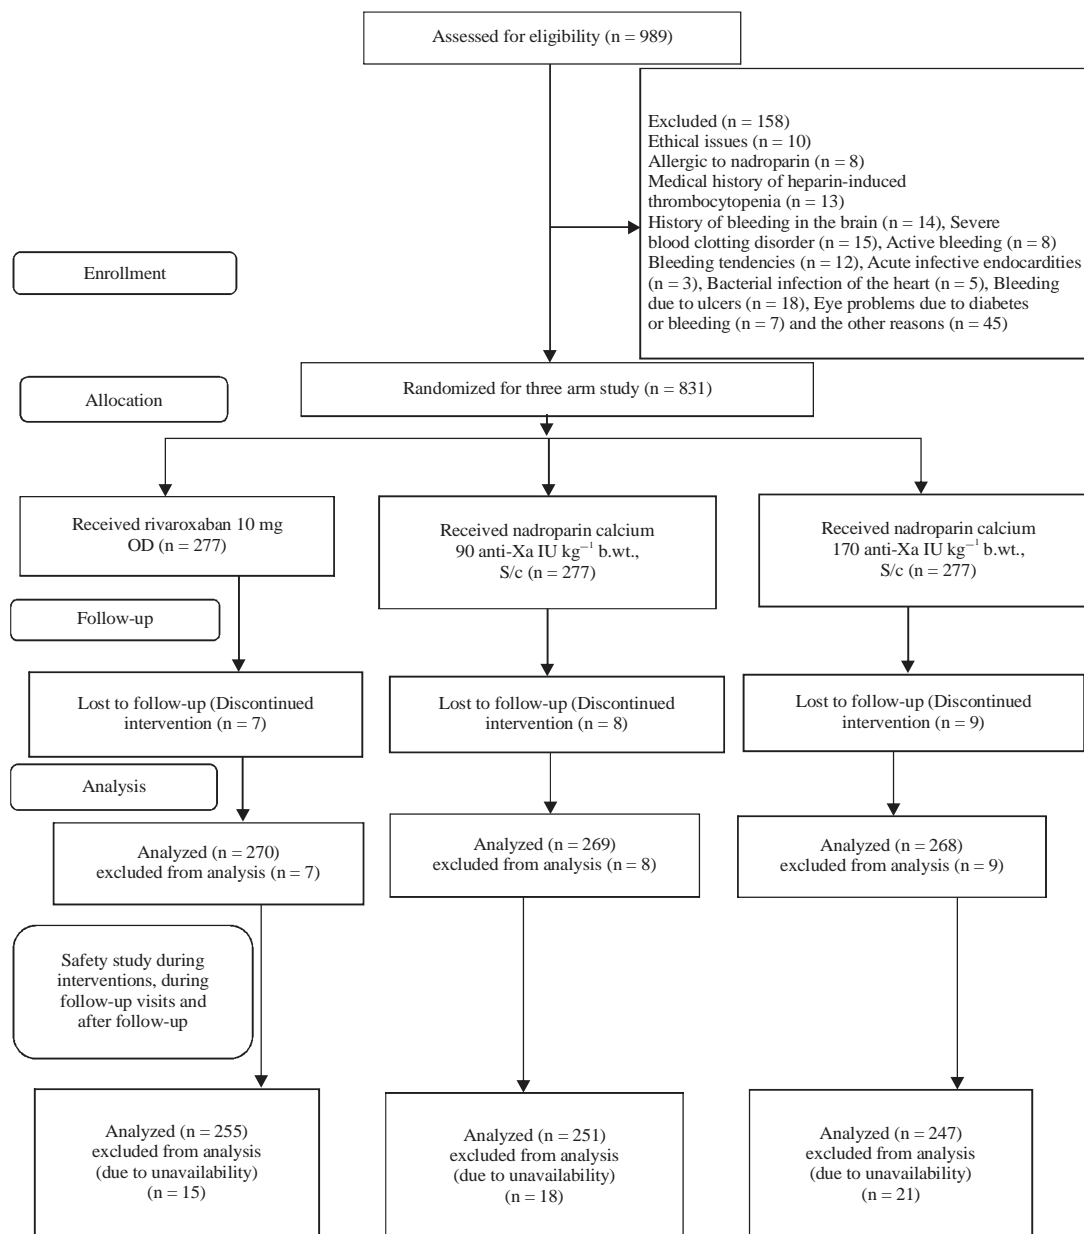 Assessed for eligibility (n = 989)
Excluded (n = 158)
Ethical issues (n = 10)
Allergic to nadroparin (n = 8)
Medical history of heparin-induced
thrombocytopenia (n = 13)
History of bleeding in the brain (n = 14), Severe
blood clotting disorder (n = 15), Active bleeding (n = 8)
Bleeding tendencies (n = 12), Acute infective endocardities
(n = 3), Bacterial infection of the heart (n = 5), Bleeding
due to ulcers (n = 18), Eye problems due to diabetes
or bleeding (n = 7) and the other reasons (n = 45)
Enrollment
Randomized for three arm study (n = 831)
Allocation
Received rivaroxaban 10 mg
OD (n = 277)
Received nadroparin calcium
90 anti-Xa IU kg⁻¹ b.wt.,
S/c (n = 277)
Received nadroparin calcium
170 anti-Xa IU kg⁻¹ b.wt.,
S/c (n = 277)
Follow-up
Lost to follow-up (Discontinued
intervention (n = 7)
Lost to follow-up (Discontinued
intervention (n = 8)
Lost to follow-up (Discontinued
intervention (n = 9)
Analysis
Analyzed (n = 270)
excluded from analysis (n = 7)
Analyzed (n = 269)
excluded from analysis (n = 8)
Analyzed (n = 268)
excluded from analysis (n = 9)
Safety study during
interventions, during
follow-up visits and
after follow-up
Analyzed (n = 255)
excluded from analysis
(due to unavailability)
(n = 15)
Analyzed (n = 251)
excluded from analysis
(due to unavailability)
(n = 18)
Analyzed (n = 247)
excluded from analysis
(due to unavailability)
(n = 21)